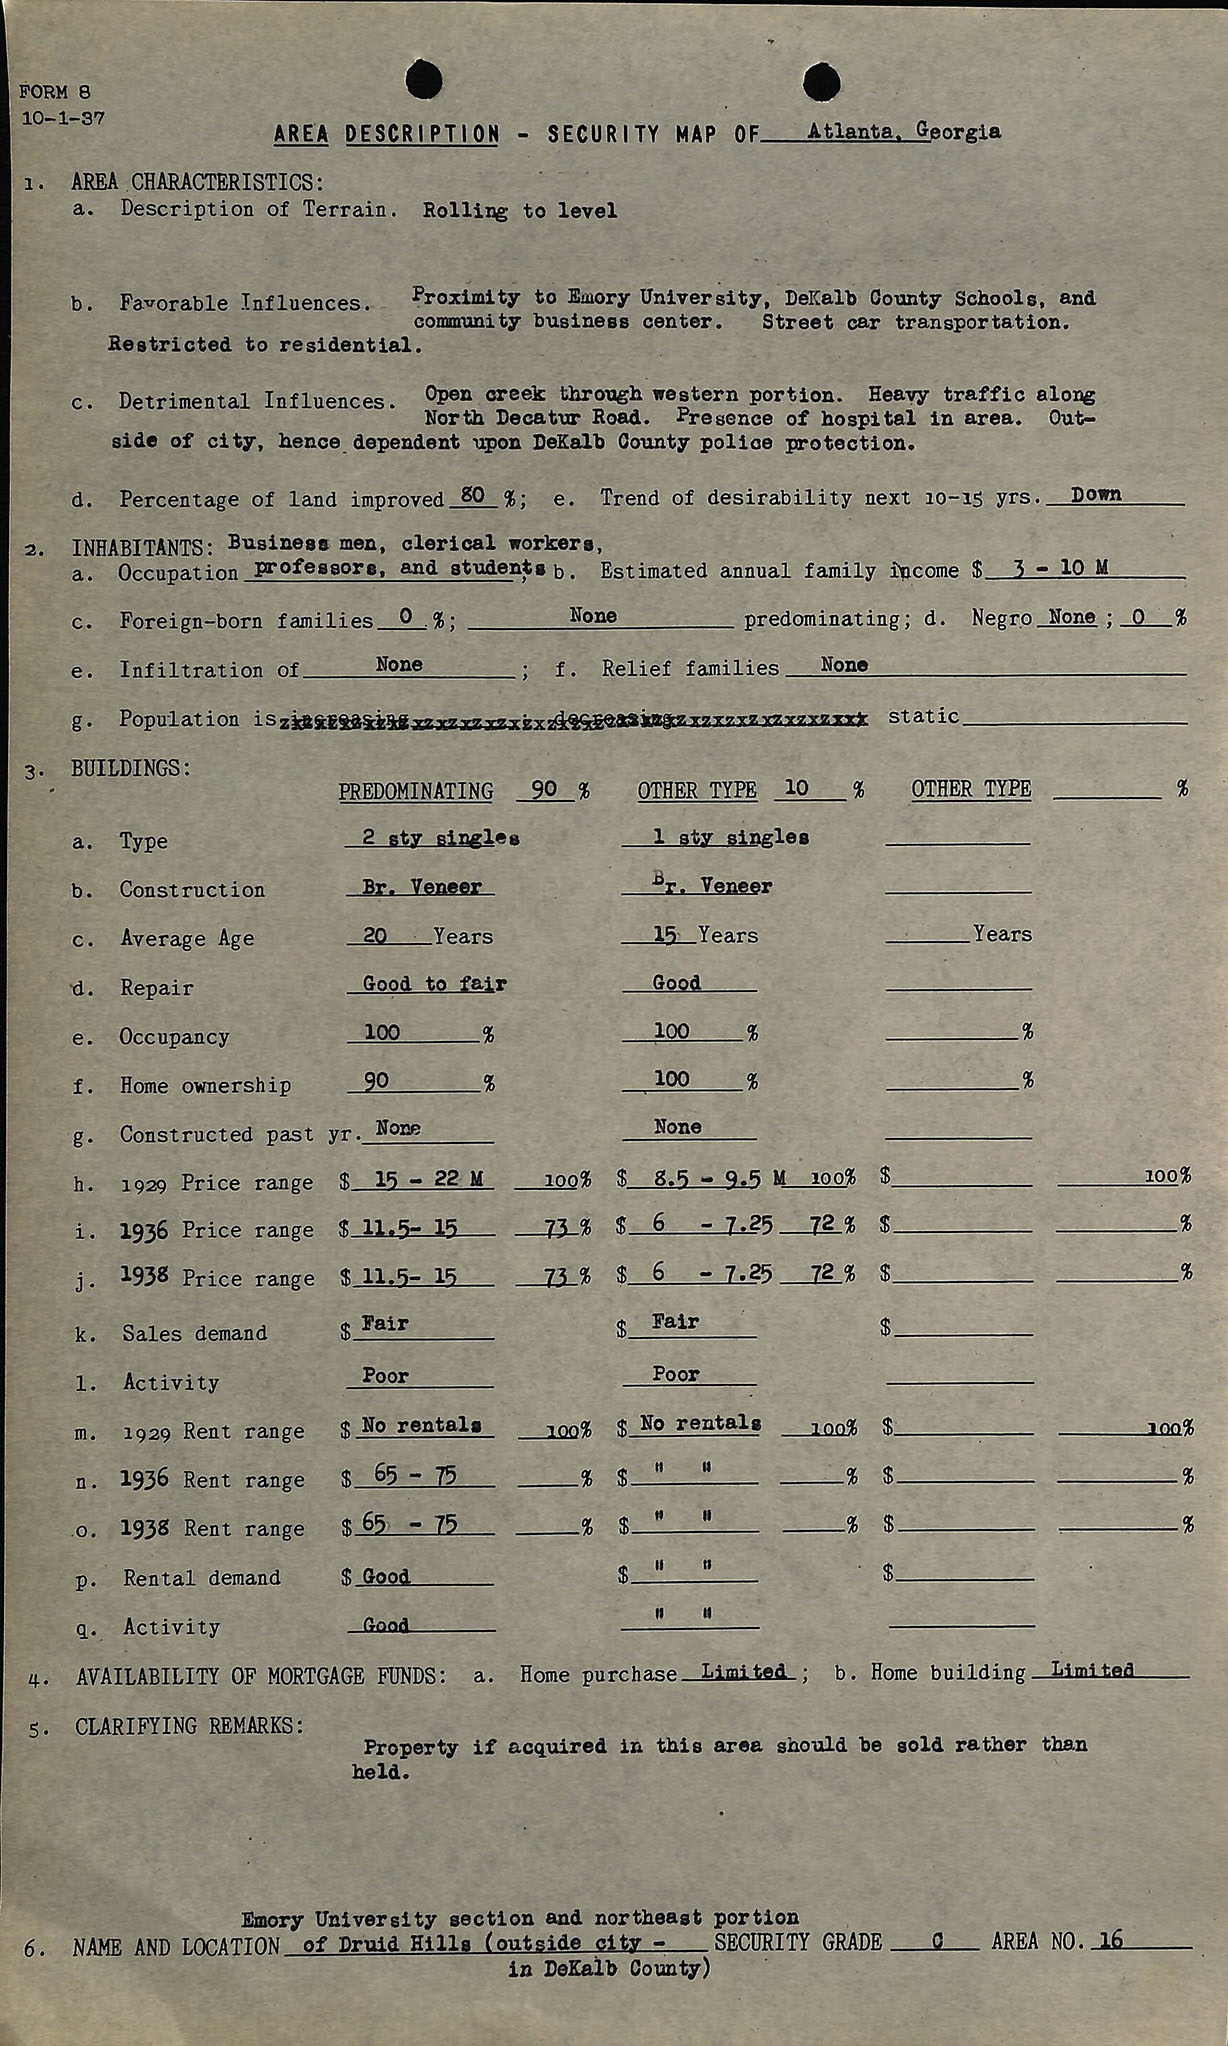 FORM 8
10-1-37
AREA DESCRIPTION - SECURITY MAP OF Atlanta, Georgia
1. AREA CHARACTERISTICS:
a. Description of Terrain. Rolling to level
b. Favorable Influences. Proximity to Emory University, DeKalb County Schools, and
community business center. Street car transportation.
Restricted to residential.
c. Detrimental Influences. Open creek through western portion. Heavy traffic along
North Decatur Road. Presence of hospital in area. Out-
side of city, hence dependent upon DeKalb County police protection.
d. Percentage of land improved 80 %; e. Trend of desirability next 10-15 yrs. Down
2. INHABITANTS: Business men, clerical workers,
a. Occupation professors, and students; b. Estimated annual family income $ 3 - 10 M
c. Foreign-born families 0 %; None predominating; d. Negro None ; 0 %
e. Infiltration of None ; f. Relief families None
g. Population is increasing decreasing static
3. BUILDINGS:
PREDOMINATING 90 % OTHER TYPE 10 % OTHER TYPE %
a. Type 2 sty singles 1 sty singles
b. Construction Br. Veneer Br. Veneer
c. Average Age 20 Years 15 Years Years
d. Repair Good to fair Good
e. Occupancy 100 % 100 % %
f. Home ownership 90 % 100 % %
g. Constructed past yr. None None
h. 1929 Price range $ 15 - 22 M 100% $ 8.5 - 9.5 M 100% $ 100%
i. 1936 Price range $ 11.5- 15 73 % $ 6 - 7.25 72 % $ %
j. 1938 Price range $ 11.5- 15 73 % $ 6 - 7.25 72 % $ %
k. Sales demand $ Fair $ Fair $
l. Activity Poor Poor
m. 1929 Rent range $ No rentals 100% $ No rentals 100% $ 100%
n. 1936 Rent range $ 65 - 75 % $ " " % $ %
o. 1938 Rent range $ 65 - 75 % $ " " % $ %
p. Rental demand $ Good $ " " $
q. Activity Good " "
4. AVAILABILITY OF MORTGAGE FUNDS: a. Home purchase Limited ; b. Home building Limited
5. CLARIFYING REMARKS:
Property if acquired in this area should be sold rather than
held.
Emory University section and northeast portion
6. NAME AND LOCATION of Druid Hills (outside city - SECURITY GRADE C AREA NO. 16
in DeKalb County)